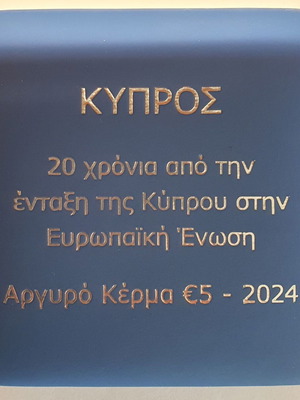 ΚΥΠΡΟΣ
20 χρόνια από την
ένταξη της Κύπρου στην
Ευρωπαϊκή Ένωση
Αργυρό Κέρμα €5 - 2024